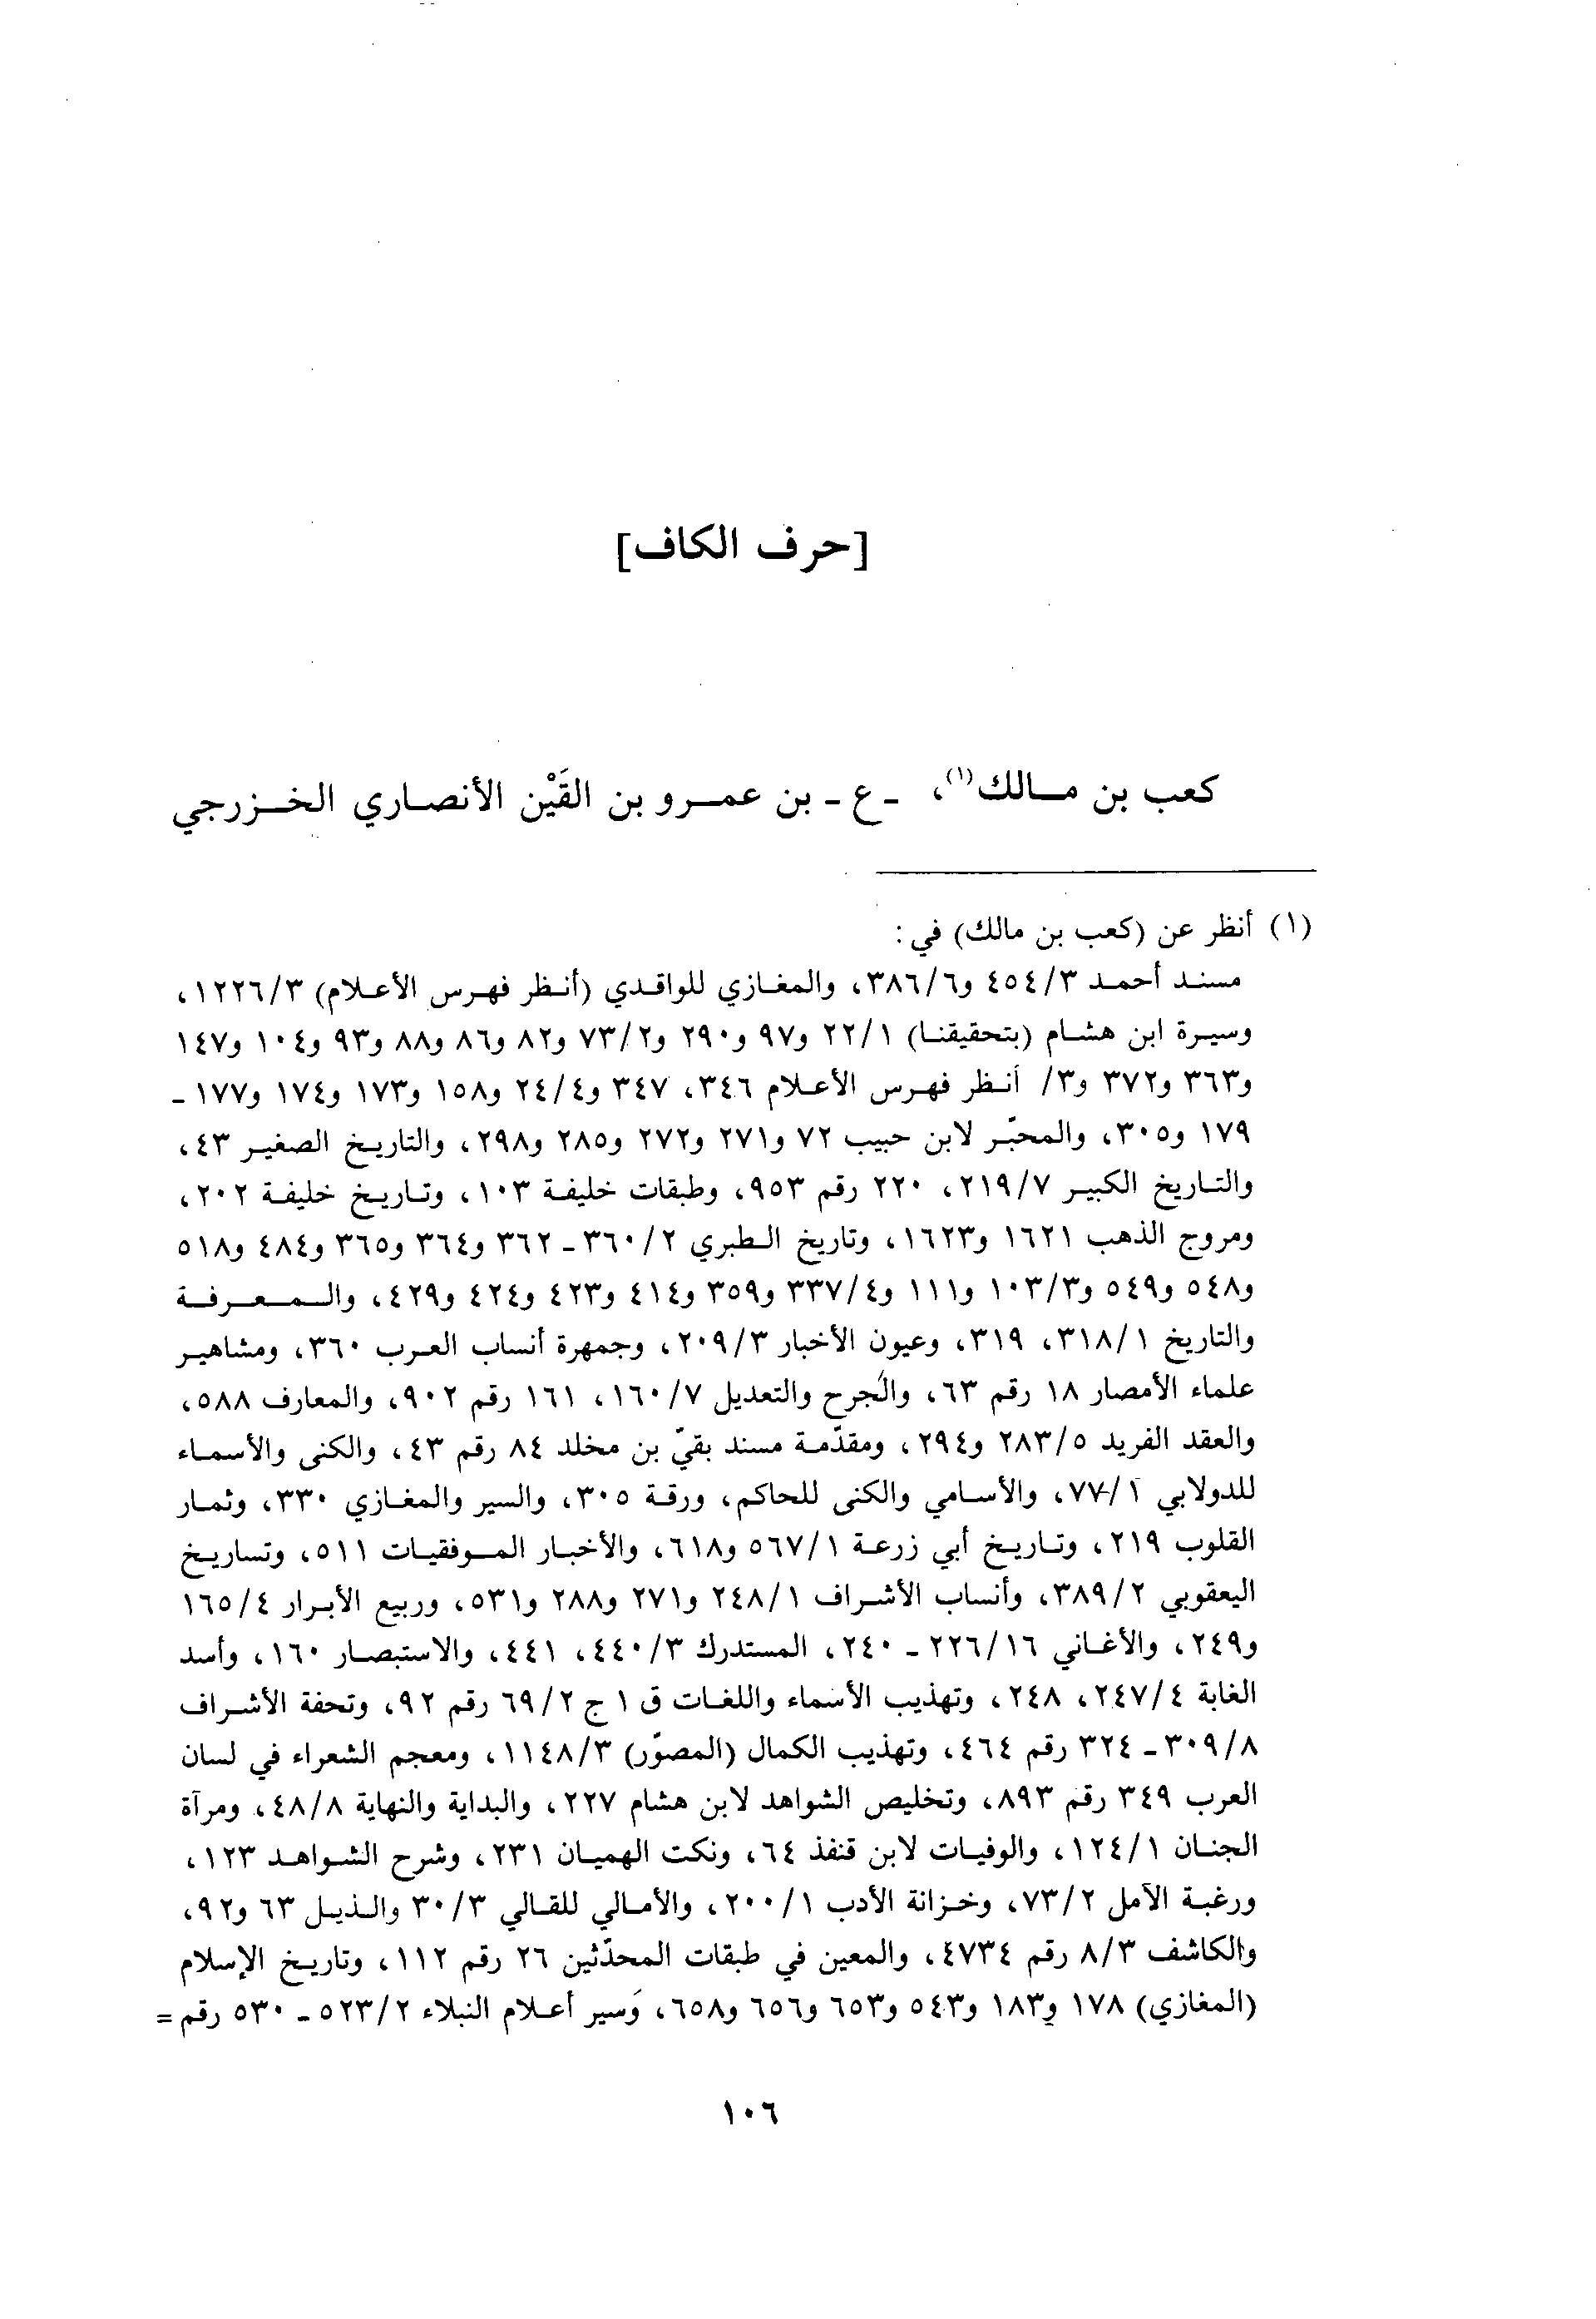 [حرف الكاف]
كعب بن مالك(١)، - ع - بن عمرو بن القَيْن الأنصاري الخزرجي
(١) أنظر عن (كعب بن مالك) في:
مسند أحمد ٤٥٤/٣ و٣٨٦/٦، والمغازي للواقدي (أنظر فهرس الأعلام) ١٢٢٦/٣،
وسيرة ابن هشام (بتحقيقنا) ٢٢/١ و٩٧ و٢٩٠ و٧٣/٢ و٨٢ و٨٦ و٨٨ و٩٣ و١٠٤ و١٤٧
و٣٦٣ و٣٧٢ و٣/ أنظر فهرس الأعلام ٣٤٦، ٣٤٧ و٢٤/٤ و١٥٨ و١٧٣ و١٧٤ و١٧٧ -
١٧٩ و٣٠٥، والمحبّر لابن حبيب ٧٢ و٢٧١ و٢٧٢ و٢٨٥ و٢٩٨، والتاريخ الصغير ٤٣،
والتاريخ الكبير ٢١٩/٧، ٢٢٠ رقم ٩٥٣، وطبقات خليفة ١٠٣، وتاريخ خليفة ٢٠٢،
ومروج الذهب ١٦٢١ و١٦٢٣، وتاريخ الطبري ٣٦٠/٢ - ٣٦٢ و٣٦٤ و٣٦٥ و٤٨٤ و٥١٨
و٥٤٨ و٥٤٩ و١٠٣/٣ و١١١ و٣٣٧/٤ و٣٥٩ و٤١٤ و٤٢٣ و٤٢٤ و٤٢٩، والمعرفة
والتاريخ ٣١٨/١، ٣١٩، وعيون الأخبار ٢٠٩/٣، وجمهرة أنساب العرب ٣٦٠، ومشاهير
علماء الأمصار ١٨ رقم ٦٣، والجرح والتعديل ١٦٠/٧، ١٦١ رقم ٩٠٢، والمعارف ٥٨٨،
والعقد الفريد ٢٨٣/٥ و٢٩٤، ومقدّمة مسند بقيّ بن مخلد ٨٤ رقم ٤٣، والكنى والأسماء
للدولابي ٧٧/١، والأسامي والكنى للحاكم، ورقة ٣٠٥، والسير والمغازي ٣٣٠، وثمار
القلوب ٢١٩، وتاريخ أبي زرعة ٥٦٧/١ و٦١٨، والأخبار الموفقيات ٥١١، وتساريخ
اليعقوبي ٣٨٩/٢، وأنساب الأشراف ٢٤٨/١ و٢٧١ و٢٨٨ و٥٣١، وربيع الأبرار ١٦٥/٤
و٢٤٩، والأغاني ٢٢٦/١٦ - ٢٤٠، المستدرك ٤٤٠/٣، ٤٤١، والاستبصار ١٦٠، وأسد
الغابة ٢٤٧/٤، ٢٤٨، وتهذيب الأسماء واللغات ق ١ ج ٦٩/٢ رقم ٩٢، وتحفة الأشراف
٣٠٩/٨ - ٣٢٤ رقم ٤٦٤، وتهذيب الكمال (المصوّر) ١١٤٨/٣، ومعجم الشعراء في لسان
العرب ٣٤٩ رقم ٨٩٣، وتخليص الشواهد لابن هشام ٢٢٧، والبداية والنهاية ٤٨/٨، ومرآة
الجنان ١٢٤/١، والوفيات لابن قنفذ ٦٤، ونكت الهميان ٢٣١، وشرح الشواهد ١٢٣،
ورغبة الآمل ٧٣/٢، وخزانة الأدب ٢٠٠/١، والأمالي للقالي ٣٠/٣ والذيل ٦٣ و٩٢،
والكاشف ٨/٣ رقم ٤٧٣٤، والمعين في طبقات المحدّثين ٢٦ رقم ١١٢، وتاريخ الإسلام
(المغازي) ١٧٨ و١٨٣ و٥٤٣ و٦٥٣ و٦٥٦ و٦٥٨، وَسير أعلام النبلاء ٥٢٣/٢ - ٥٣٠ رقم =
١٠٦